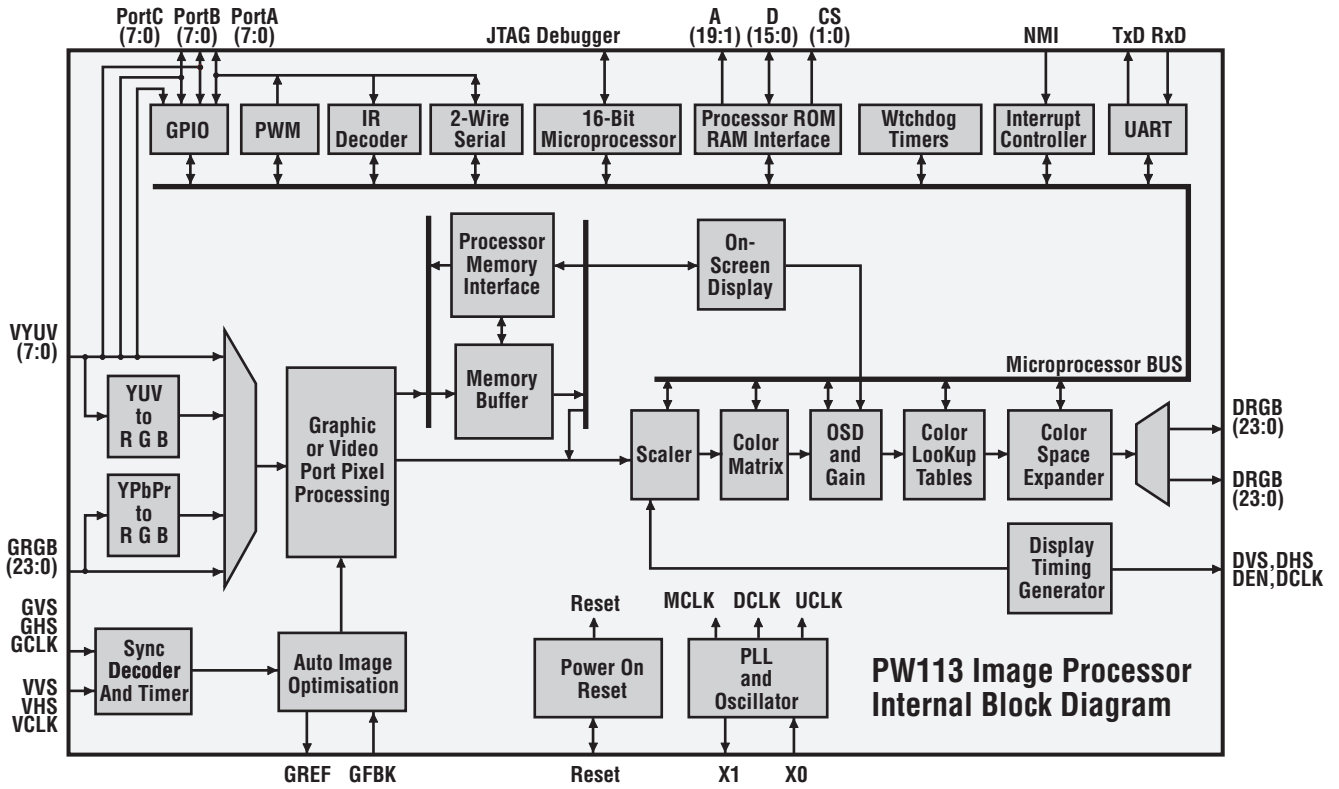 PortC PortB PortA
(7:0) (7:0) (7:0)
JTAG Debugger
A D CS
(19:1) (15:0) (1:0)
NMI
TxD RxD
GPIO
PWM
IR
Decoder
2-Wire
Serial
16-Bit
Microprocessor
Processor ROM
RAM Interface
Wtchdog
Timers
Interrupt
Controller
UART
Processor
Memory
Interface
On-
Screen
Display
VYUV
(7:0)
Microprocessor BUS
YUV
to
R G B
Graphic
or Video
Port Pixel
Processing
Memory
Buffer
Scaler
Color
Matrix
OSD
and
Gain
Color
LooKup
Tables
Color
Space
Expander
DRGB
(23:0)
DRGB
(23:0)
YPbPr
to
R G B
GRGB
(23:0)
Display
Timing
Generator
DVS,DHS
DEN,DCLK
GVS
GHS
GCLK
VVS
VHS
VCLK
Sync
Decoder
And Timer
Auto Image
Optimisation
Reset
Power On
Reset
MCLK DCLK UCLK
PLL
and
Oscillator
PW113 Image Processor
Internal Block Diagram
GREF GFBK
Reset
X1 X0